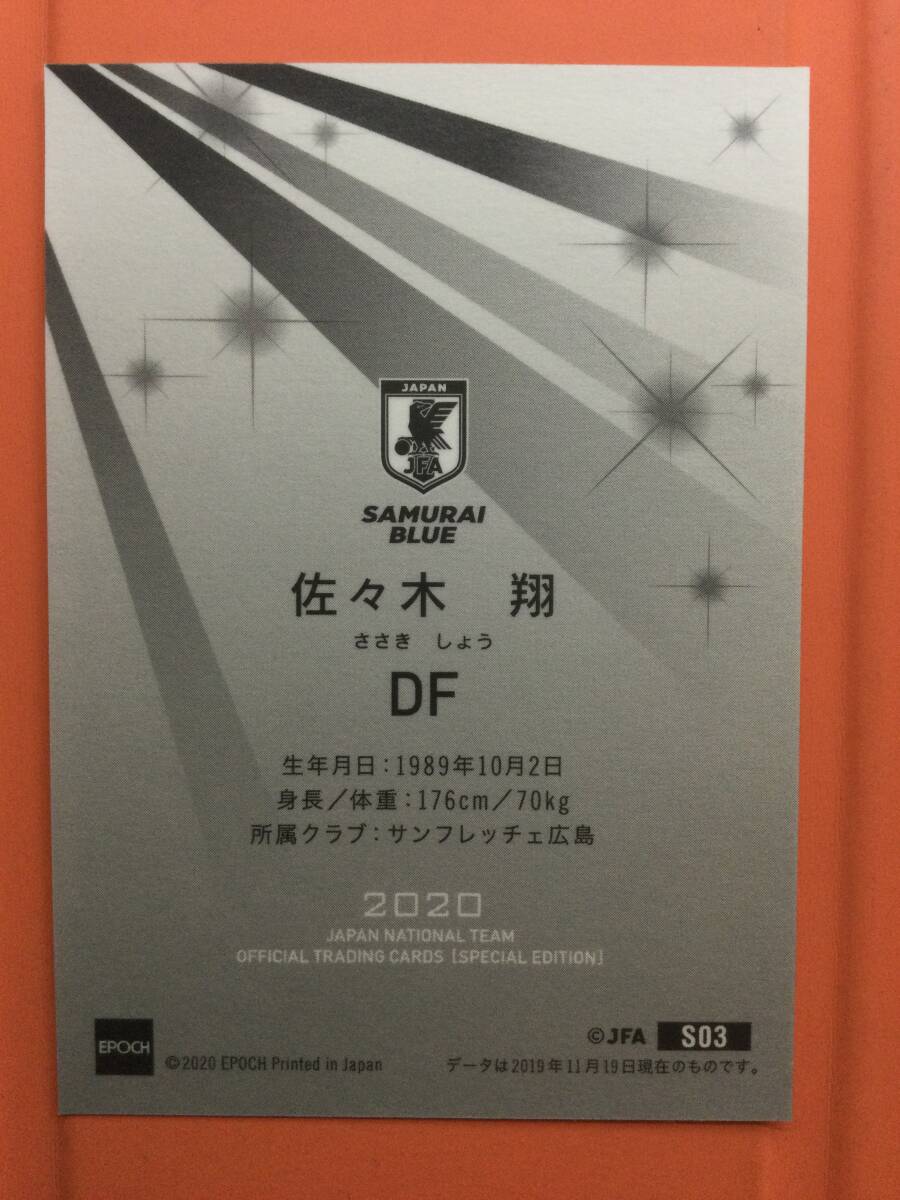 JAPAN
JFA
SAMURAI
BLUE
佐々木　翔
ささき　しょう
DF
生年月日:1989年10月2日
身長／体重:176cm／70kg
所属クラブ:サンフレッチェ広島
2020
JAPAN NATIONAL TEAM
OFFICIAL TRADING CARDS [SPECIAL EDITION]
©JFA S03
EPOCH ©2020 EPOCH Printed in Japan データは2019年11月19日現在のものです。